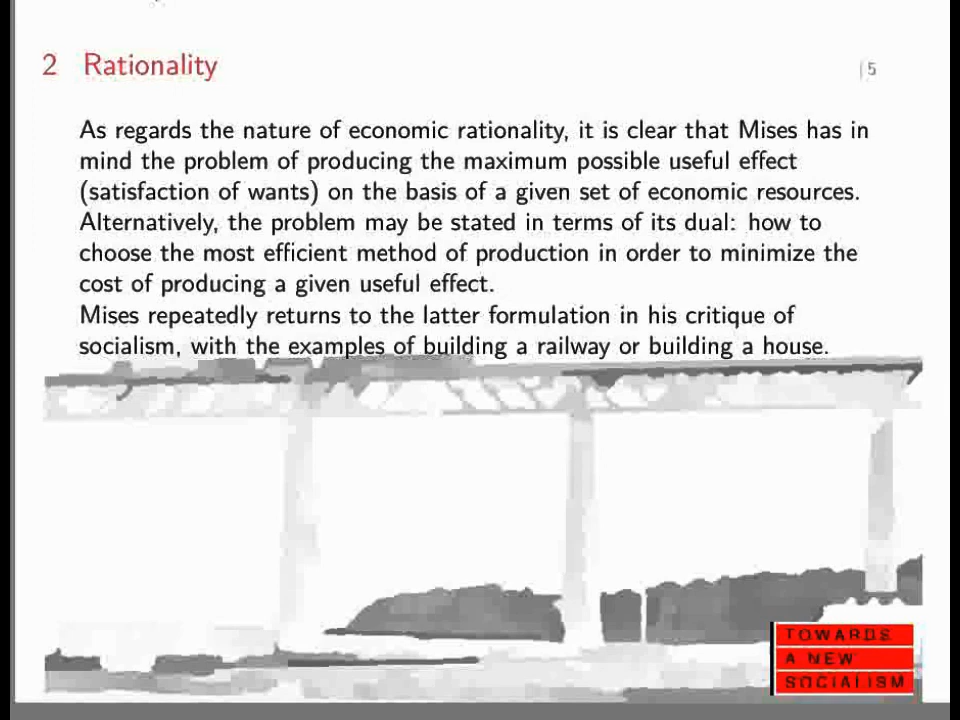 2 Rationality
| 5
As regards the nature of economic rationality, it is clear that Mises has in
mind the problem of producing the maximum possible useful effect
(satisfaction of wants) on the basis of a given set of economic resources.
Alternatively, the problem may be stated in terms of its dual: how to
choose the most efficient method of production in order to minimize the
cost of producing a given useful effect.
Mises repeatedly returns to the latter formulation in his critique of
socialism, with the examples of building a railway or building a house.
TOWARDS
A NEW
SOCIALISM